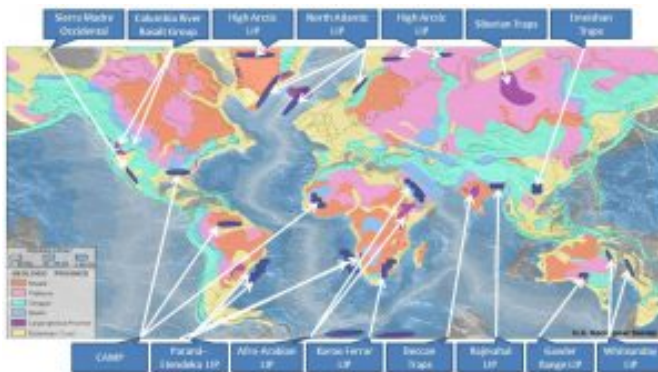 Sierra Madre
Occidental
Columbia River
Basalt Group
High Arctic
LIP
North Atlantic
LIP
High Arctic
LIP
Siberian Traps
Emeishan
Traps
GEOLOGIC PROVINCE
Shield
Platform
Orogen
Basin
Large Igneous Province
Extended Crust
CAMP
Paraná-
Etendeka LIP
Afro-Arabian
LIP
Karoo Ferrar
LIP
Deccan
Traps
Rajmahal
LIP
Gawler
Range LIP
Whitsunday
LIP